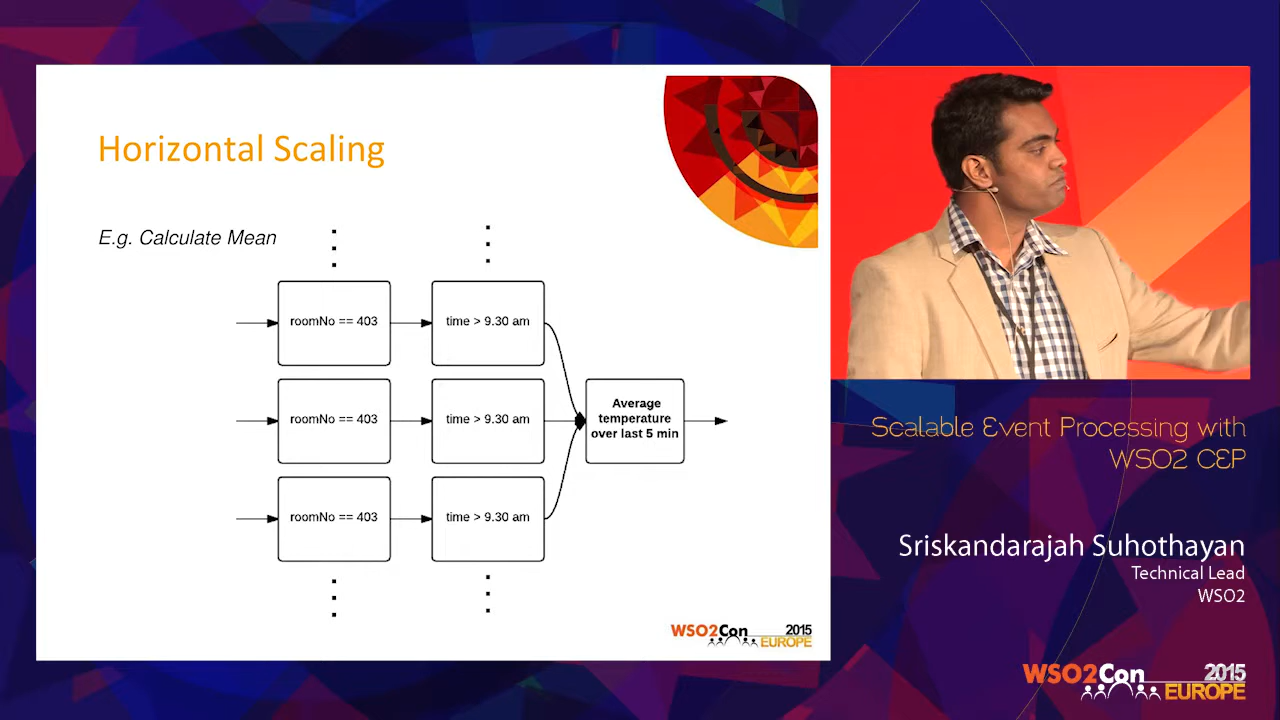 Horizontal Scaling
E.g. Calculate Mean
roomNo == 403
time > 9.30 am
roomNo == 403
time > 9.30 am
Average
temperature
over last 5 min
roomNo == 403
time > 9.30 am
WSO2Con 2015
EUROPE
Scalable Event Processing with
WSO2 CEP
Sriskandarajah Suhothayan
Technical Lead
WSO2
WSO2Con 2015
EUROPE